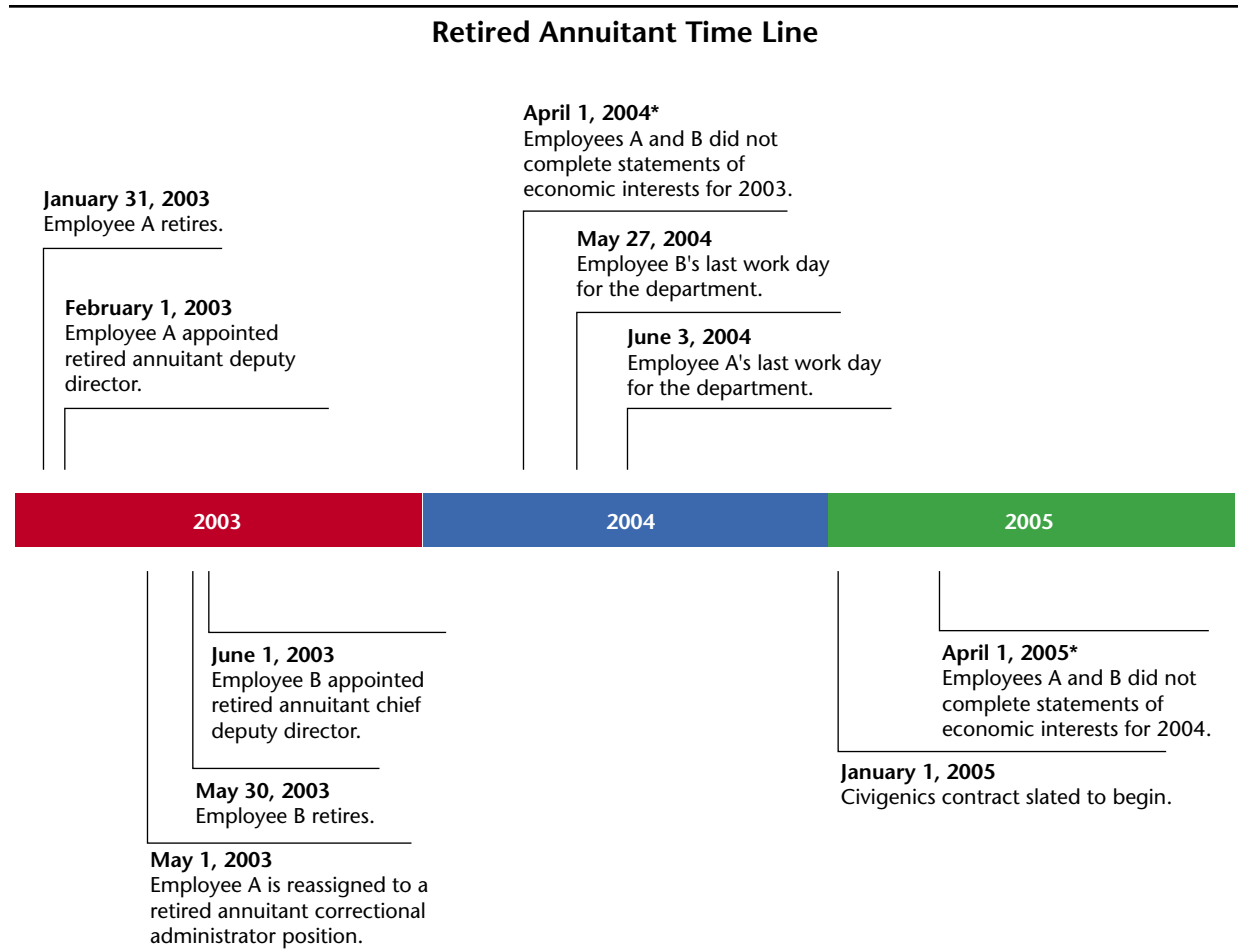 Retired Annuitant Time Line
January 31, 2003
Employee A retires.
February 1, 2003
Employee A appointed
retired annuitant deputy
director.
April 1, 2004*
Employees A and B did not
complete statements of
economic interests for 2003.
May 27, 2004
Employee B's last work day
for the department.
June 3, 2004
Employee A's last work day
for the department.
2003
2004
2005
June 1, 2003
Employee B appointed
retired annuitant chief
deputy director.
May 30, 2003
Employee B retires.
May 1, 2003
Employee A is reassigned to a
retired annuitant correctional
administrator position.
April 1, 2005*
Employees A and B did not
complete statements of
economic interests for 2004.
January 1, 2005
Civigenics contract slated to begin.